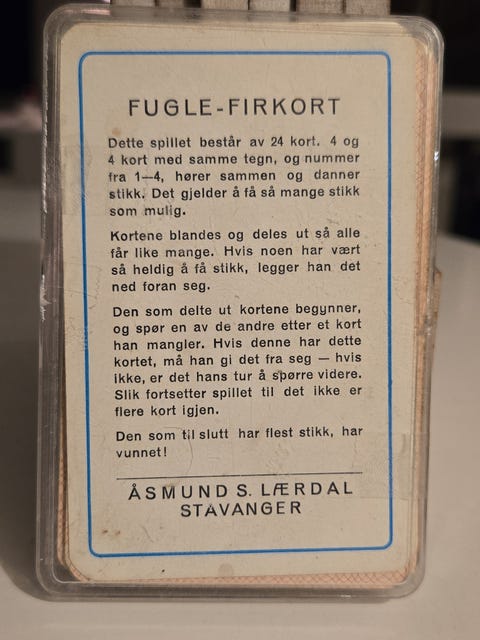 FUGLE-FIRKORT
Dette spillet består av 24 kort. 4 og
4 kort med samme tegn, og nummer
fra 1—4, hører sammen og danner
stikk. Det gjelder å få så mange stikk
som mulig.
Kortene blandes og deles ut så alle
får like mange. Hvis noen har vært
så heldig å få stikk, legger han det
ned foran seg.
Den som delte ut kortene begynner,
og spør en av de andre etter et kort
han mangler. Hvis denne har dette
kortet, må han gi det fra seg — hvis
ikke, er det hans tur å spørre videre.
Slik fortsetter spillet til det ikke er
flere kort igjen.
Den som til slutt har flest stikk, har
vunnet!
ÅSMUND S. LÆRDAL
STAVANGER